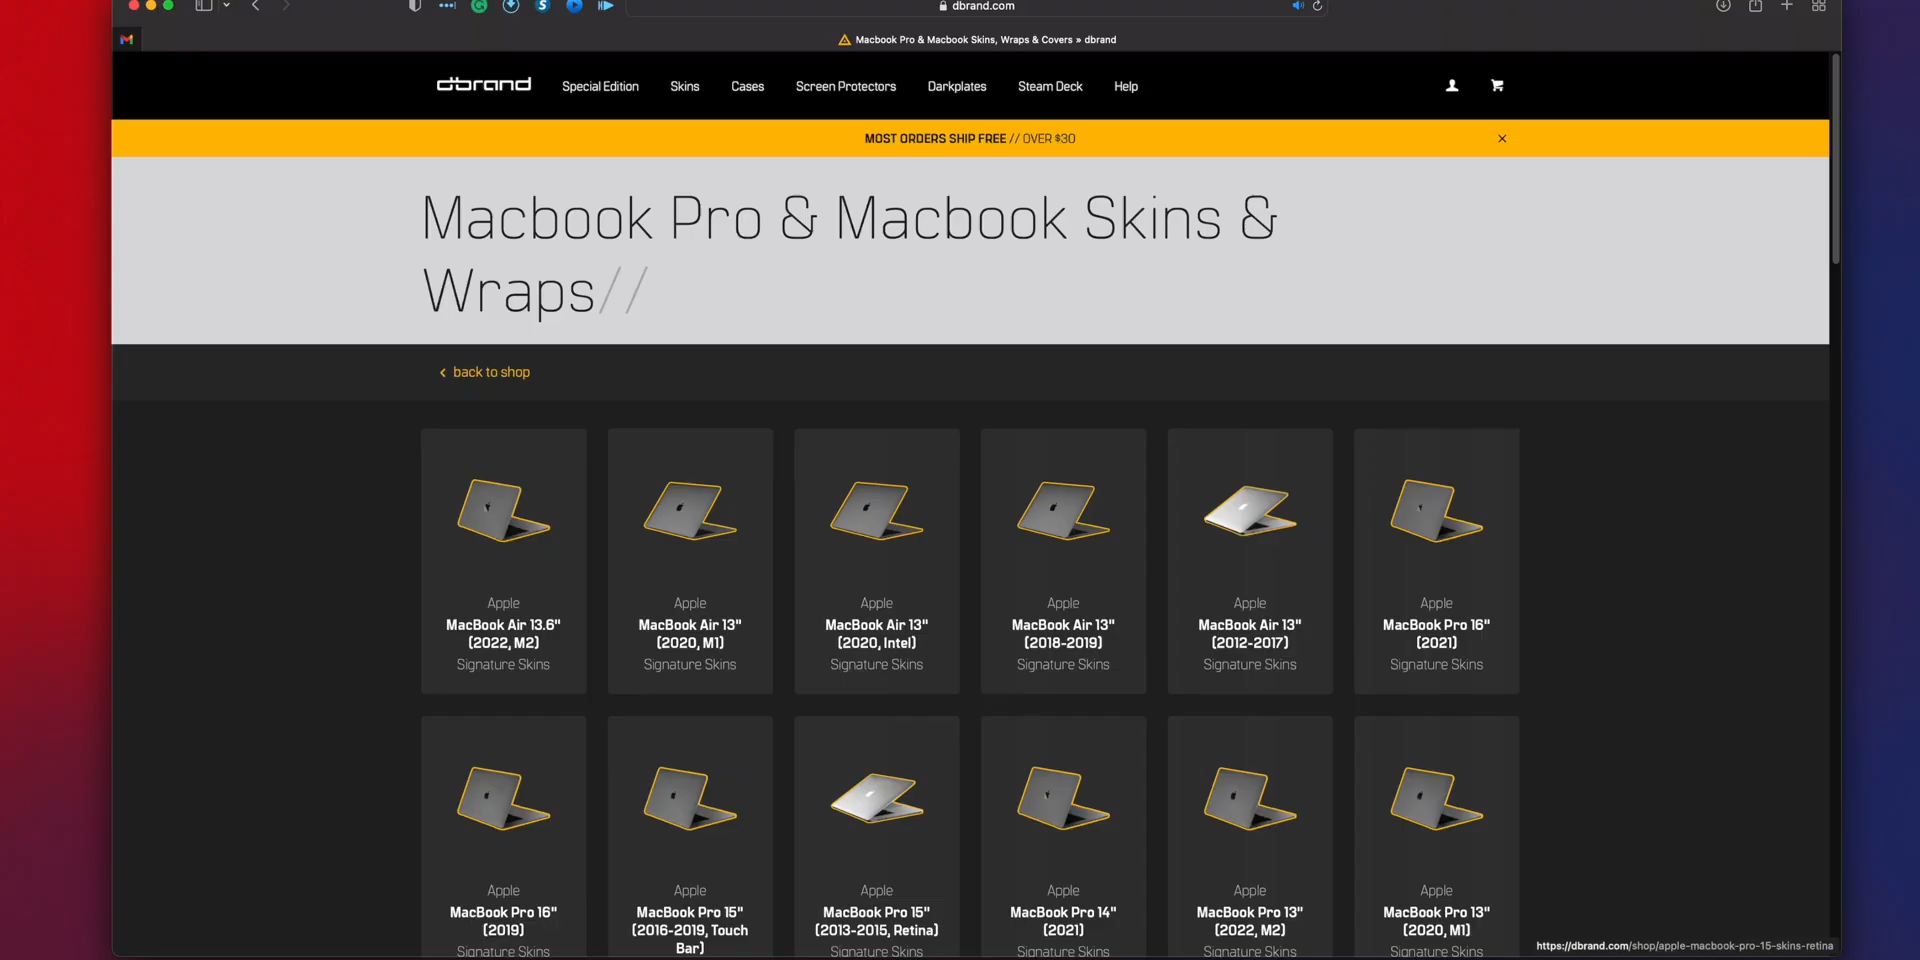 dbrand.com
Macbook Pro & Macbook Skins, Wraps & Covers » dbrand
dbrand
Special Edition
Skins
Cases
Screen Protectors
Darkplates
Steam Deck
Help
MOST ORDERS SHIP FREE // OVER $30
Macbook Pro & Macbook Skins &
Wraps//
back to shop
Apple
MacBook Air 13.6"
(2022, M2)
Signature Skins
Apple
MacBook Air 13"
(2020, M1)
Signature Skins
Apple
MacBook Air 13"
(2020, Intel)
Signature Skins
Apple
MacBook Air 13"
(2018-2019)
Signature Skins
Apple
MacBook Air 13"
(2012-2017)
Signature Skins
Apple
MacBook Pro 16"
(2021)
Signature Skins
Apple
MacBook Pro 16"
(2019)
Signature Skins
Apple
MacBook Pro 15"
(2016-2019, Touch
Bar)
Apple
MacBook Pro 15"
(2013-2015, Retina)
Signature Skins
Apple
MacBook Pro 14"
(2021)
Signature Skins
Apple
MacBook Pro 13"
(2022, M2)
Signature Skins
Apple
MacBook Pro 13"
(2020, M1)
Signature Skins
https://dbrand.com/shop/apple-macbook-pro-15-skins-retina